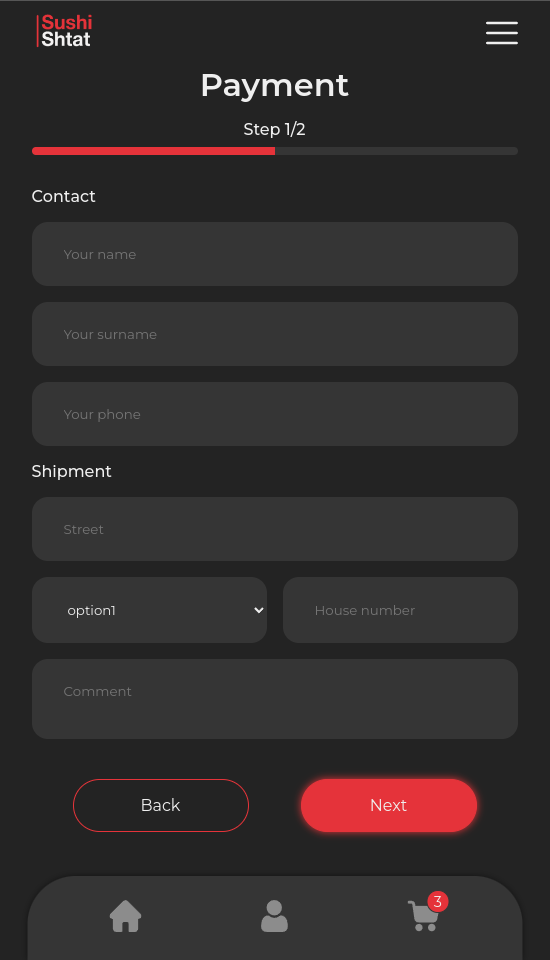 Sushi
Shtat
Payment
Step 1/2
Contact
Your name
Your surname
Your phone
Shipment
Street
option1
House number
Comment
Back
Next
3